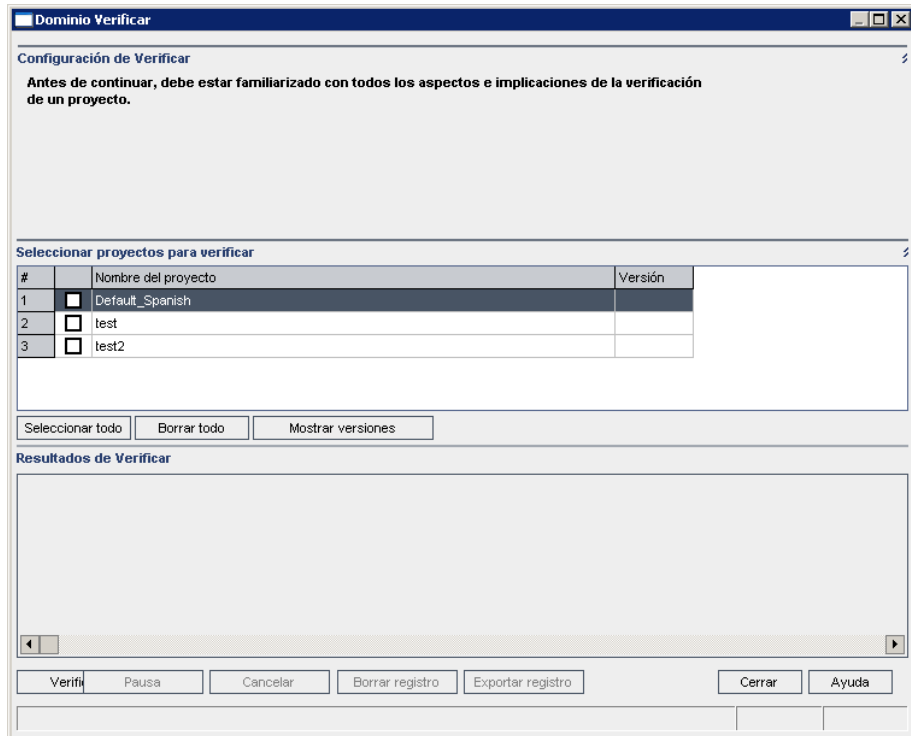 Dominio Verificar
Configuración de Verificar
Antes de continuar, debe estar familiarizado con todos los aspectos e implicaciones de la verificación
de un proyecto.
Seleccionar proyectos para verificar
# Nombre del proyecto Versión
1 Default_Spanish
2 test
3 test2
Seleccionar todo Borrar todo Mostrar versiones
Resultados de Verificar
Verifi Pausa Cancelar Borrar registro Exportar registro Cerrar Ayuda